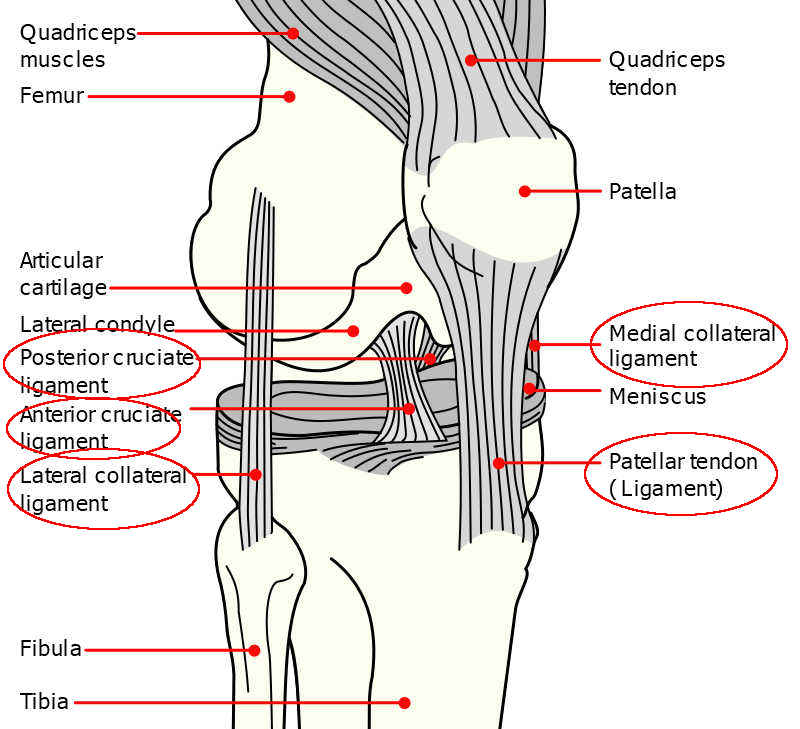 Quadriceps
muscles
Femur
Articular
cartilage
Lateral condyle
Posterior cruciate
ligament
Anterior cruciate
ligament
Lateral collateral
ligament
Fibula
Tibia
Quadriceps
tendon
Patella
Medial collateral
ligament
Meniscus
Patellar tendon
( Ligament)